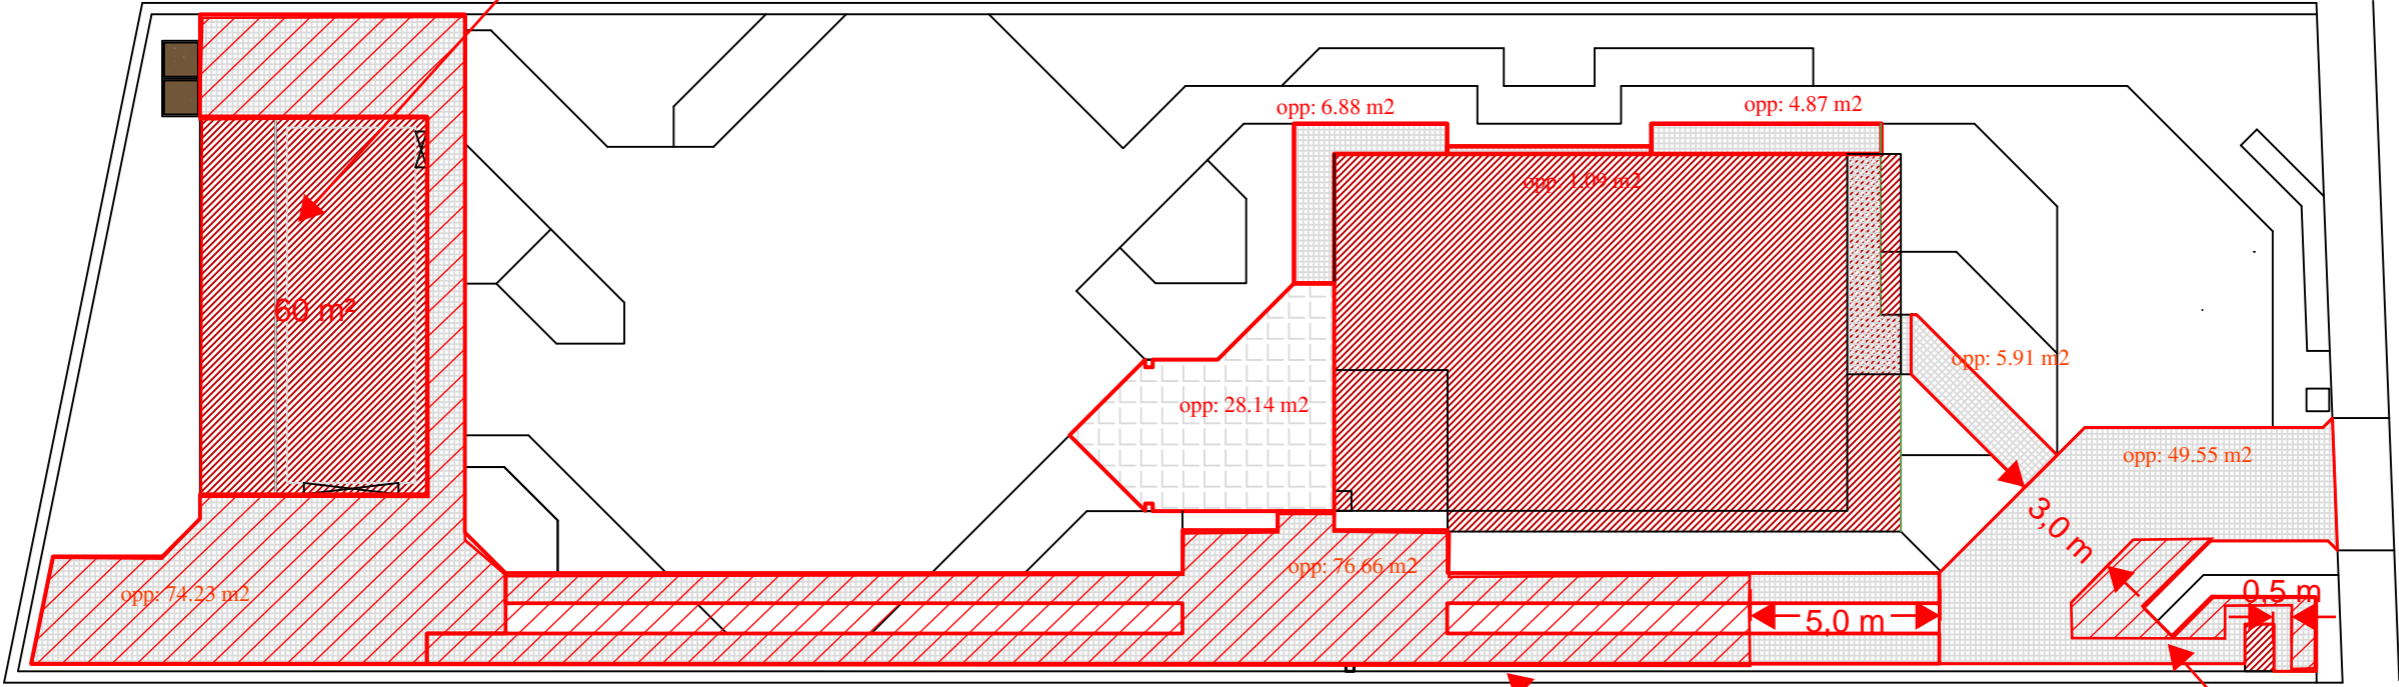 opp: 6.88 m2
opp: 4.87 m2
opp: 1.09 m2
60 m²
opp: 5.91 m2
opp: 28.14 m2
opp: 49.55 m2
3,0 m
opp: 76.66 m2
opp: 74.23 m2
0,5 m
5,0 m